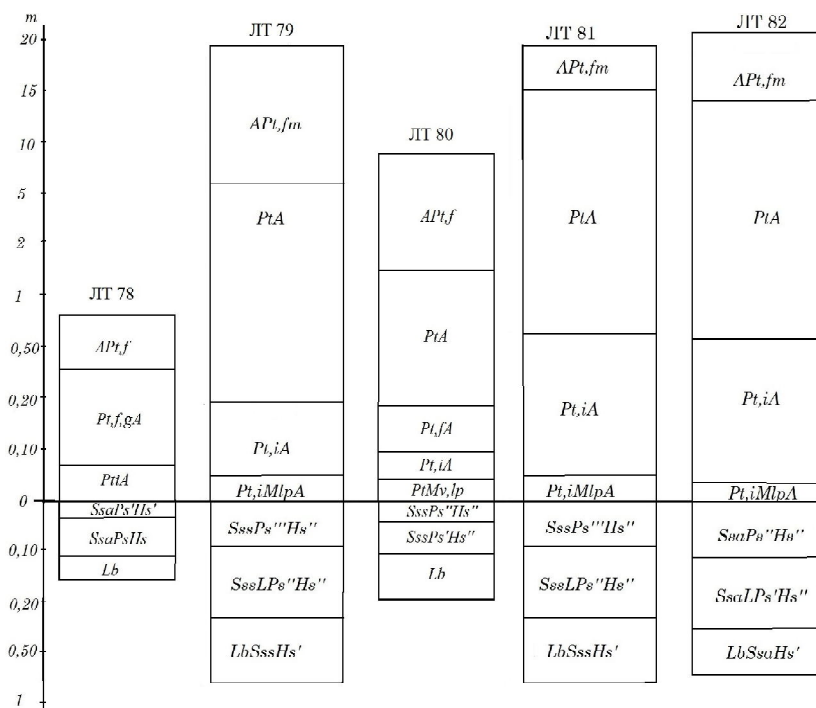 m
20
15
10
5
2
1
0,50
0,20
0,10
0
0,10
0,20
0,50
1
ЛТ 78
APt,f
Pt,f,gA
PttA
SsaPs'Hs'
SsaPsHs
Lb
ЛТ 79
APt,fm
PtA
Pt,iA
Pt,iMlpA
SssPs'''Hs''
SssLPs''Hs''
LbSssHs'
ЛТ 80
APt,f
PtA
Pt,fA
Pt,iA
PtMv,lp
SssPs''Hs''
SssPs'Hs''
Lb
ЛТ 81
APt,fm
PtA
Pt,iA
Pt,iMlpA
SssPs'''Hs''
SssLPs''Hs''
LbSssHs'
ЛТ 82
APt,fm
PtA
Pt,iA
Pt,iMlpA
SsaPs''Hs''
SsaLPs'Hs''
LbSsaHs'